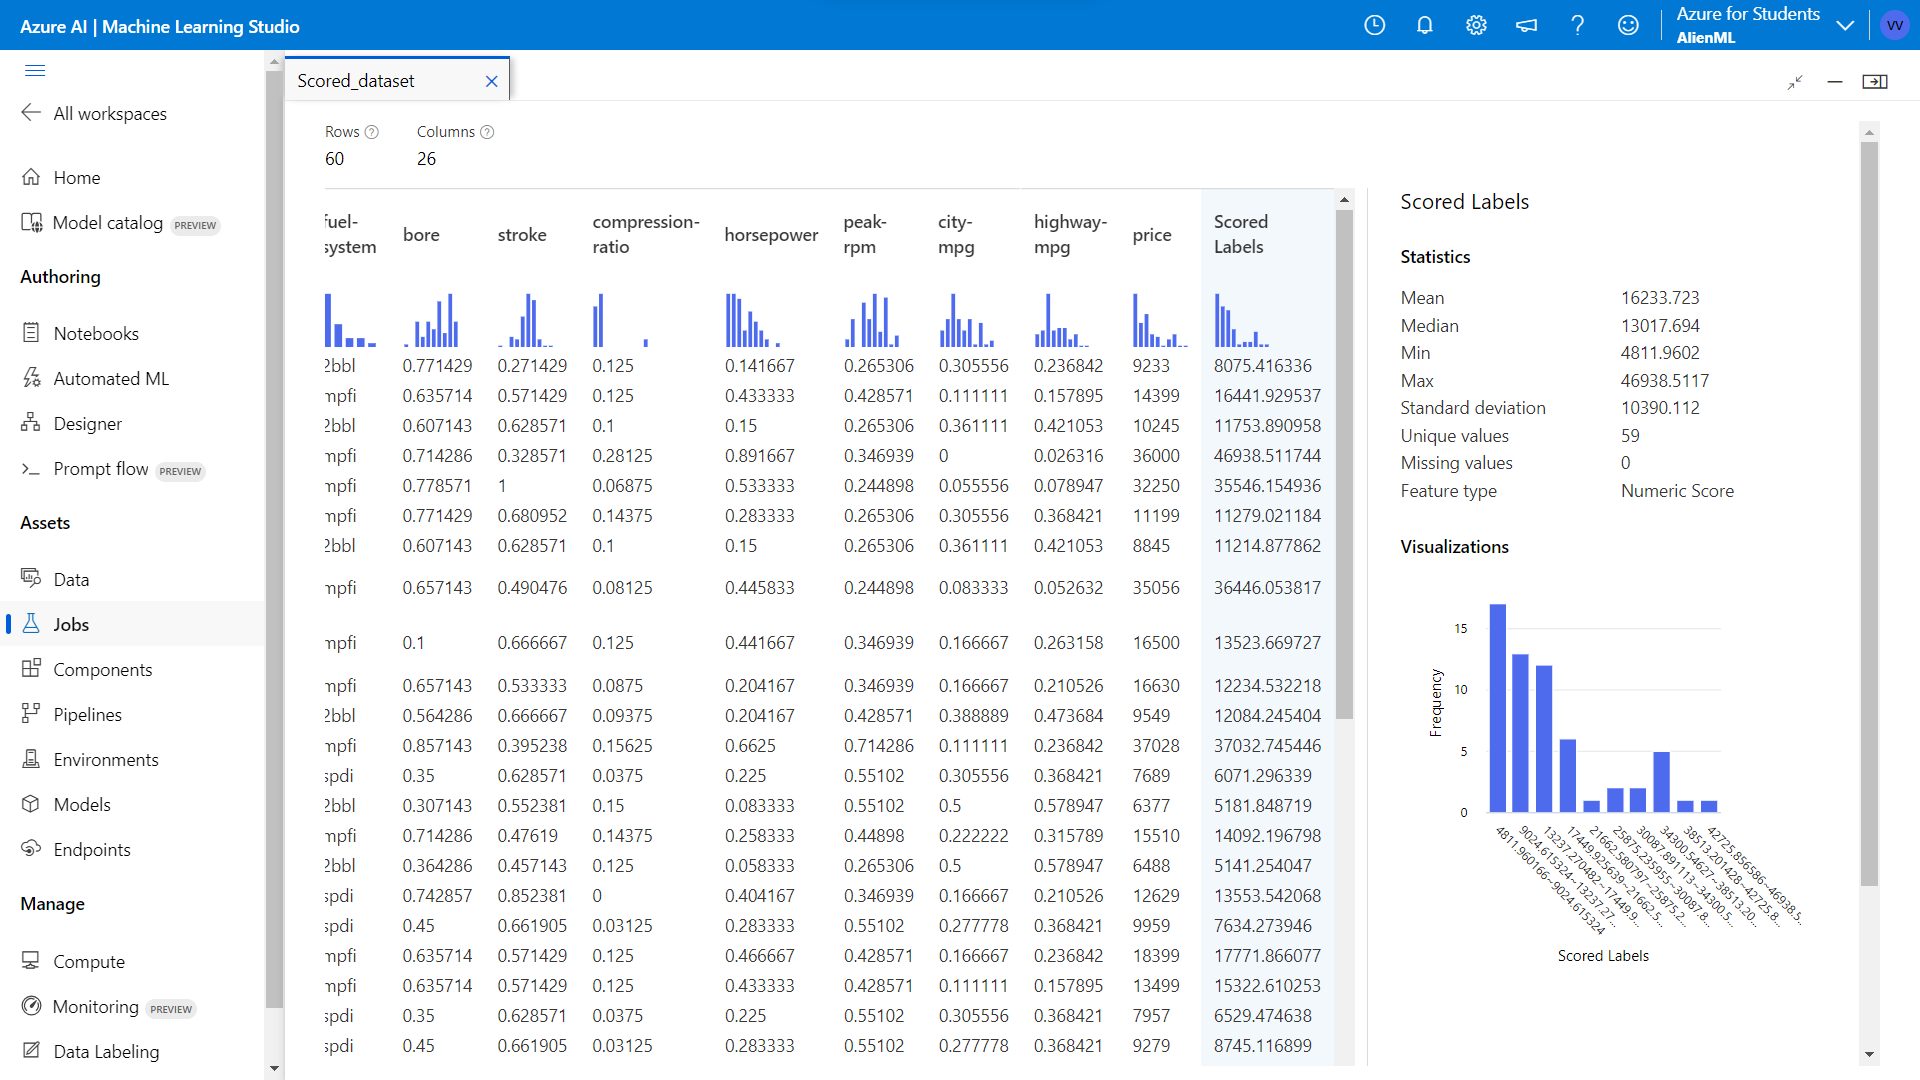 Azure AI | Machine Learning Studio
Azure for Students
AlienML
VV
All workspaces
Home
Model catalog PREVIEW
Authoring
Notebooks
Automated ML
Designer
Prompt flow PREVIEW
Assets
Data
Jobs
Components
Pipelines
Environments
Models
Endpoints
Manage
Compute
Monitoring PREVIEW
Data Labeling
Scored_dataset
Rows Columns
60 26
fuel-system bore stroke compression-ratio horsepower peak-rpm city-mpg highway-mpg price Scored Labels
2bbl 0.771429 0.271429 0.125 0.141667 0.265306 0.305556 0.236842 9233 8075.416336
mpfi 0.635714 0.571429 0.125 0.433333 0.428571 0.111111 0.157895 14399 16441.929537
2bbl 0.607143 0.628571 0.1 0.15 0.265306 0.361111 0.421053 10245 11753.890958
mpfi 0.714286 0.328571 0.28125 0.891667 0.346939 0 0.026316 36000 46938.511744
mpfi 0.778571 1 0.06875 0.533333 0.244898 0.055556 0.078947 32250 35546.154936
mpfi 0.771429 0.680952 0.14375 0.283333 0.265306 0.305556 0.368421 11199 11279.021184
2bbl 0.607143 0.628571 0.1 0.15 0.265306 0.361111 0.421053 8845 11214.877862
mpfi 0.657143 0.490476 0.08125 0.445833 0.244898 0.083333 0.052632 35056 36446.053817
mpfi 0.1 0.666667 0.125 0.441667 0.346939 0.166667 0.263158 16500 13523.669727
mpfi 0.657143 0.533333 0.0875 0.204167 0.346939 0.166667 0.210526 16630 12234.532218
2bbl 0.564286 0.666667 0.09375 0.204167 0.428571 0.388889 0.473684 9549 12084.245404
mpfi 0.857143 0.395238 0.15625 0.6625 0.714286 0.111111 0.236842 37028 37032.745446
spdi 0.35 0.628571 0.0375 0.225 0.55102 0.305556 0.368421 7689 6071.296339
2bbl 0.307143 0.552381 0.15 0.083333 0.55102 0.5 0.578947 6377 5181.848719
mpfi 0.714286 0.47619 0.14375 0.258333 0.44898 0.222222 0.315789 15510 14092.196798
2bbl 0.364286 0.457143 0.125 0.058333 0.265306 0.5 0.578947 6488 5141.254047
spdi 0.742857 0.852381 0 0.404167 0.346939 0.166667 0.210526 12629 13553.542068
spdi 0.45 0.661905 0.03125 0.283333 0.55102 0.277778 0.368421 9959 7634.273946
mpfi 0.635714 0.571429 0.125 0.466667 0.428571 0.166667 0.236842 18399 17771.866077
mpfi 0.635714 0.571429 0.125 0.433333 0.428571 0.111111 0.157895 13499 15322.610253
spdi 0.35 0.628571 0.0375 0.225 0.55102 0.305556 0.368421 7957 6529.474638
spdi 0.45 0.661905 0.03125 0.283333 0.55102 0.277778 0.368421 9279 8745.116899
Scored Labels
Statistics
Mean 16233.723
Median 13017.694
Min 4811.9602
Max 46938.5117
Standard deviation 10390.112
Unique values 59
Missing values 0
Feature type Numeric Score
Visualizations
15
10
5
0
Frequency
4811.960166~9024.615324
9024.615324~13237.27...
13237.270482~17449.9...
17449.925639~21662.5...
21662.580797~25875.2...
25875.235955~30087.8...
30087.891113~34300.5...
34300.54627~38513.20...
38513.201428~42725.8...
42725.856586~46938.5...
Scored Labels